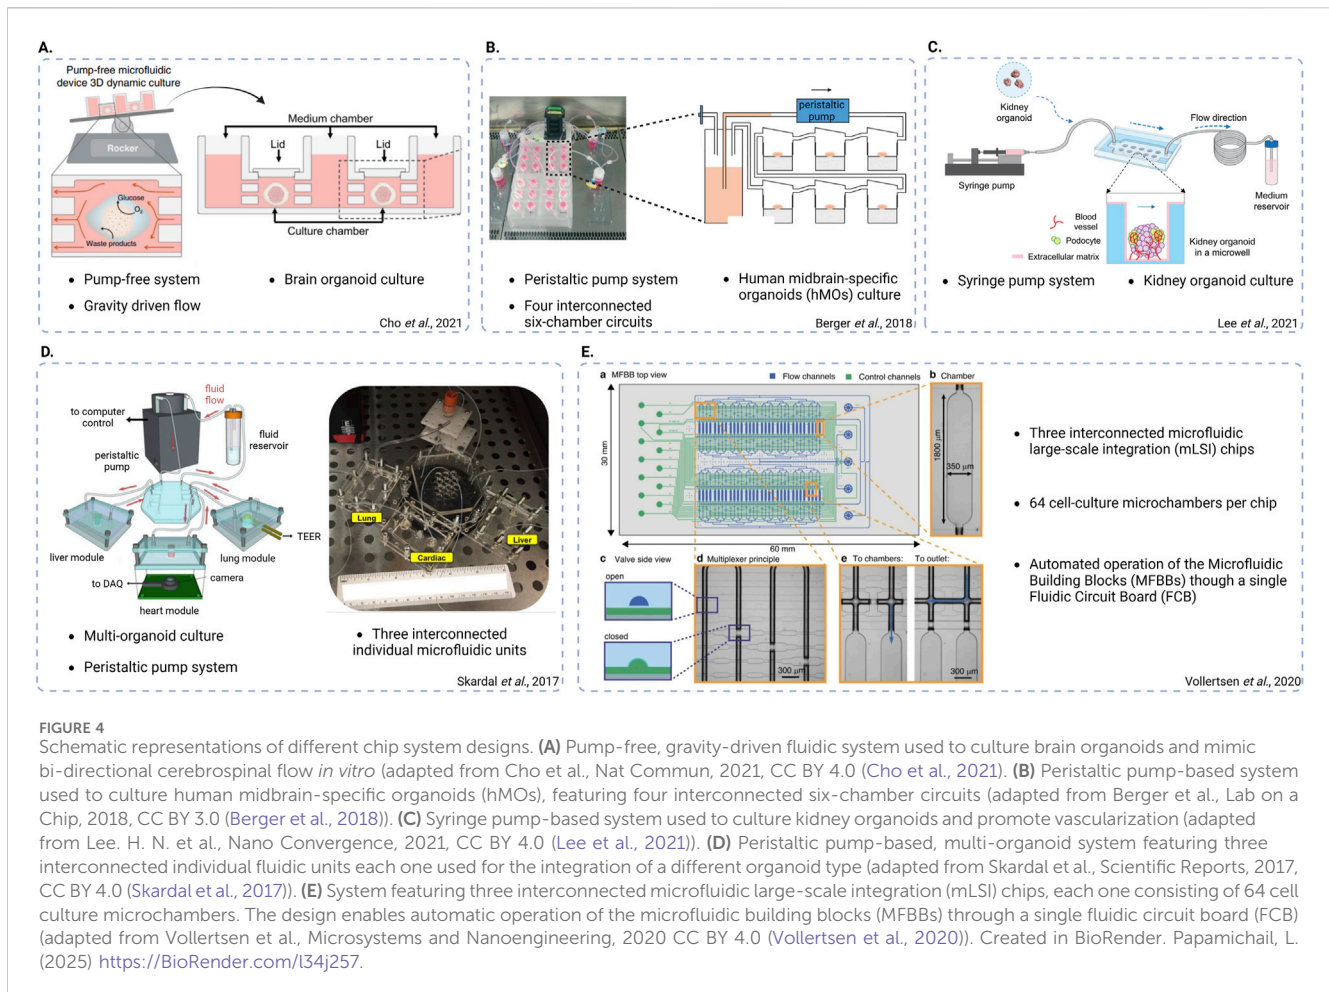 A.
Pump-free microfluidic
device 3D dynamic culture
Rocker
Glucose
O₂
Waste products
Medium chamber
Lid
Lid
Culture chamber
• Pump-free system
• Gravity driven flow
• Brain organoid culture
Cho et al., 2021
B.
peristaltic
pump
• Peristaltic pump system
• Four interconnected
six-chamber circuits
• Human midbrain-specific
organoids (hMOs) culture
Berger et al., 2018
C.
Kidney
organoid
Flow direction
Syringe pump
Medium
reservoir
Blood
vessel
Podocyte
Extracellular matrix
Kidney organoid
in a microwell
• Syringe pump system
• Kidney organoid culture
Lee et al., 2021
D.
fluid
flow
to computer
control
fluid
reservoir
peristaltic
pump
TEER
liver module
lung module
to DAQ
camera
heart module
Lung
Liver
Cardiac
• Multi-organoid culture
• Peristaltic pump system
• Three interconnected
individual microfluidic units
Skardal et al., 2017
E.
a MFBB top view
Flow channels
Control channels
30 mm
60 mm
b Chamber
1800 µm
350 µm
c Valve side view
open
closed
d Multiplexer principle
300 µm
e To chambers:
To outlet:
300 µm
• Three interconnected microfluidic
large-scale integration (mLSI) chips
• 64 cell-culture microchambers per chip
• Automated operation of the Microfluidic
Building Blocks (MFBBs) though a single
Fluidic Circuit Board (FCB)
Vollertsen et al., 2020
FIGURE 4
Schematic representations of different chip system designs. (A) Pump-free, gravity-driven fluidic system used to culture brain organoids and mimic
bi-directional cerebrospinal flow in vitro (adapted from Cho et al., Nat Commun, 2021, CC BY 4.0 (Cho et al., 2021). (B) Peristaltic pump-based system
used to culture human midbrain-specific organoids (hMOs), featuring four interconnected six-chamber circuits (adapted from Berger et al., Lab on a
Chip, 2018, CC BY 3.0 (Berger et al., 2018)). (C) Syringe pump-based system used to culture kidney organoids and promote vascularization (adapted
from Lee. H. N. et al., Nano Convergence, 2021, CC BY 4.0 (Lee et al., 2021)). (D) Peristaltic pump-based, multi-organoid system featuring three
interconnected individual fluidic units each one used for the integration of a different organoid type (adapted from Skardal et al., Scientific Reports, 2017,
CC BY 4.0 (Skardal et al., 2017)). (E) System featuring three interconnected microfluidic large-scale integration (mLSI) chips, each one consisting of 64 cell
culture microchambers. The design enables automatic operation of the microfluidic building blocks (MFBBs) through a single fluidic circuit board (FCB)
(adapted from Vollertsen et al., Microsystems and Nanoengineering, 2020 CC BY 4.0 (Vollertsen et al., 2020)). Created in BioRender. Papamichail, L.
(2025) https://BioRender.com/l34j257.